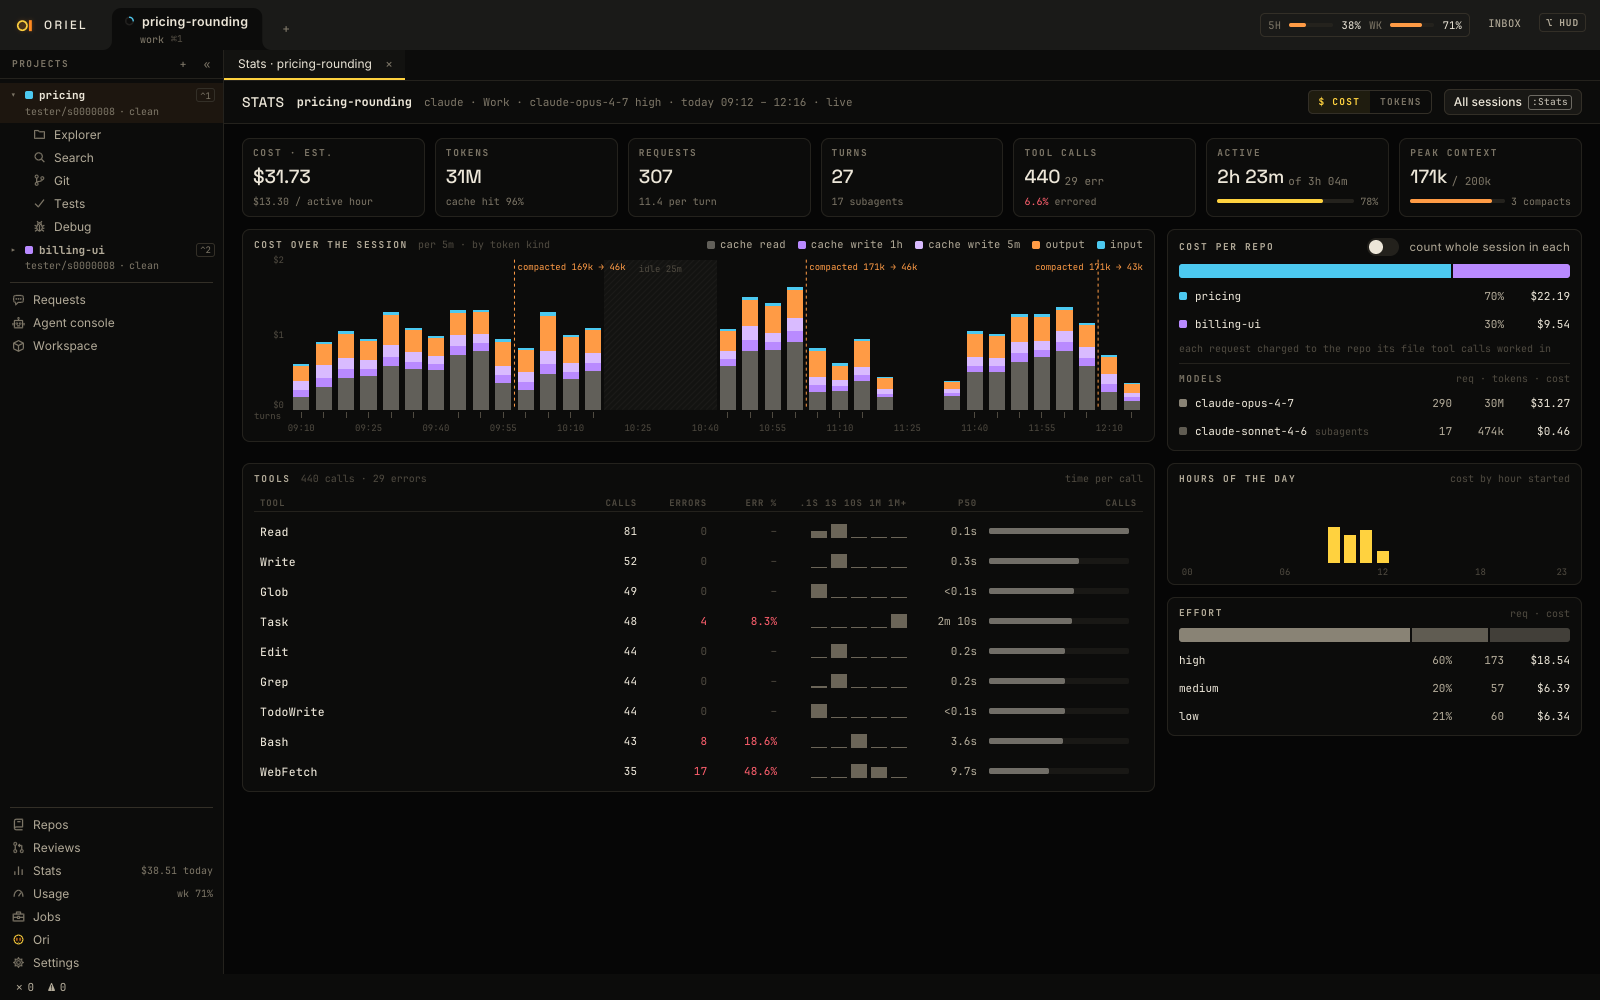 ORIEL
pricing-rounding
work ⌘1
+
5H 38% WK 71%
INBOX
⌥ HUD
PROJECTS + «
pricing ^1
tester/s0000008 · clean
Explorer
Search
Git
Tests
Debug
billing-ui ^2
tester/s0000008 · clean
Requests
Agent console
Workspace
Repos
Reviews
Stats $38.51 today
Usage wk 71%
Jobs
Ori
Settings
× 0 ▲ 0
Stats · pricing-rounding ×
STATS pricing-rounding claude · Work · claude-opus-4-7 high · today 09:12 – 12:16 · live
$ COST TOKENS
All sessions :Stats
COST · EST.
$31.73
$13.30 / active hour
TOKENS
31M
cache hit 96%
REQUESTS
307
11.4 per turn
TURNS
27
17 subagents
TOOL CALLS
440 29 err
6.6% errored
ACTIVE
2h 23m of 3h 04m
78%
PEAK CONTEXT
171k / 200k
3 compacts
COST OVER THE SESSION per 5m · by token kind
cache read cache write 1h cache write 5m output input
$2
$1
$0
compacted 169k → 46k
idle 25m
compacted 171k → 46k
compacted 171k → 43k
turns
09:10 09:25 09:40 09:55 10:10 10:25 10:40 10:55 11:10 11:25 11:40 11:55 12:10
COST PER REPO count whole session in each
pricing 70% $22.19
billing-ui 30% $9.54
each request charged to the repo its file tool calls worked in
MODELS req · tokens · cost
claude-opus-4-7 290 30M $31.27
claude-sonnet-4-6 subagents 17 474k $0.46
TOOLS 440 calls · 29 errors time per call
TOOL CALLS ERRORS ERR % .1S 1S 10S 1M 1M+ P50 CALLS
Read 81 0 – 0.1s
Write 52 0 – 0.3s
Glob 49 0 – <0.1s
Task 48 4 8.3% 2m 10s
Edit 44 0 – 0.2s
Grep 44 0 – 0.2s
TodoWrite 44 0 – <0.1s
Bash 43 8 18.6% 3.6s
WebFetch 35 17 48.6% 9.7s
HOURS OF THE DAY cost by hour started
00 06 12 18 23
EFFORT req · cost
high 60% 173 $18.54
medium 20% 57 $6.39
low 21% 60 $6.34